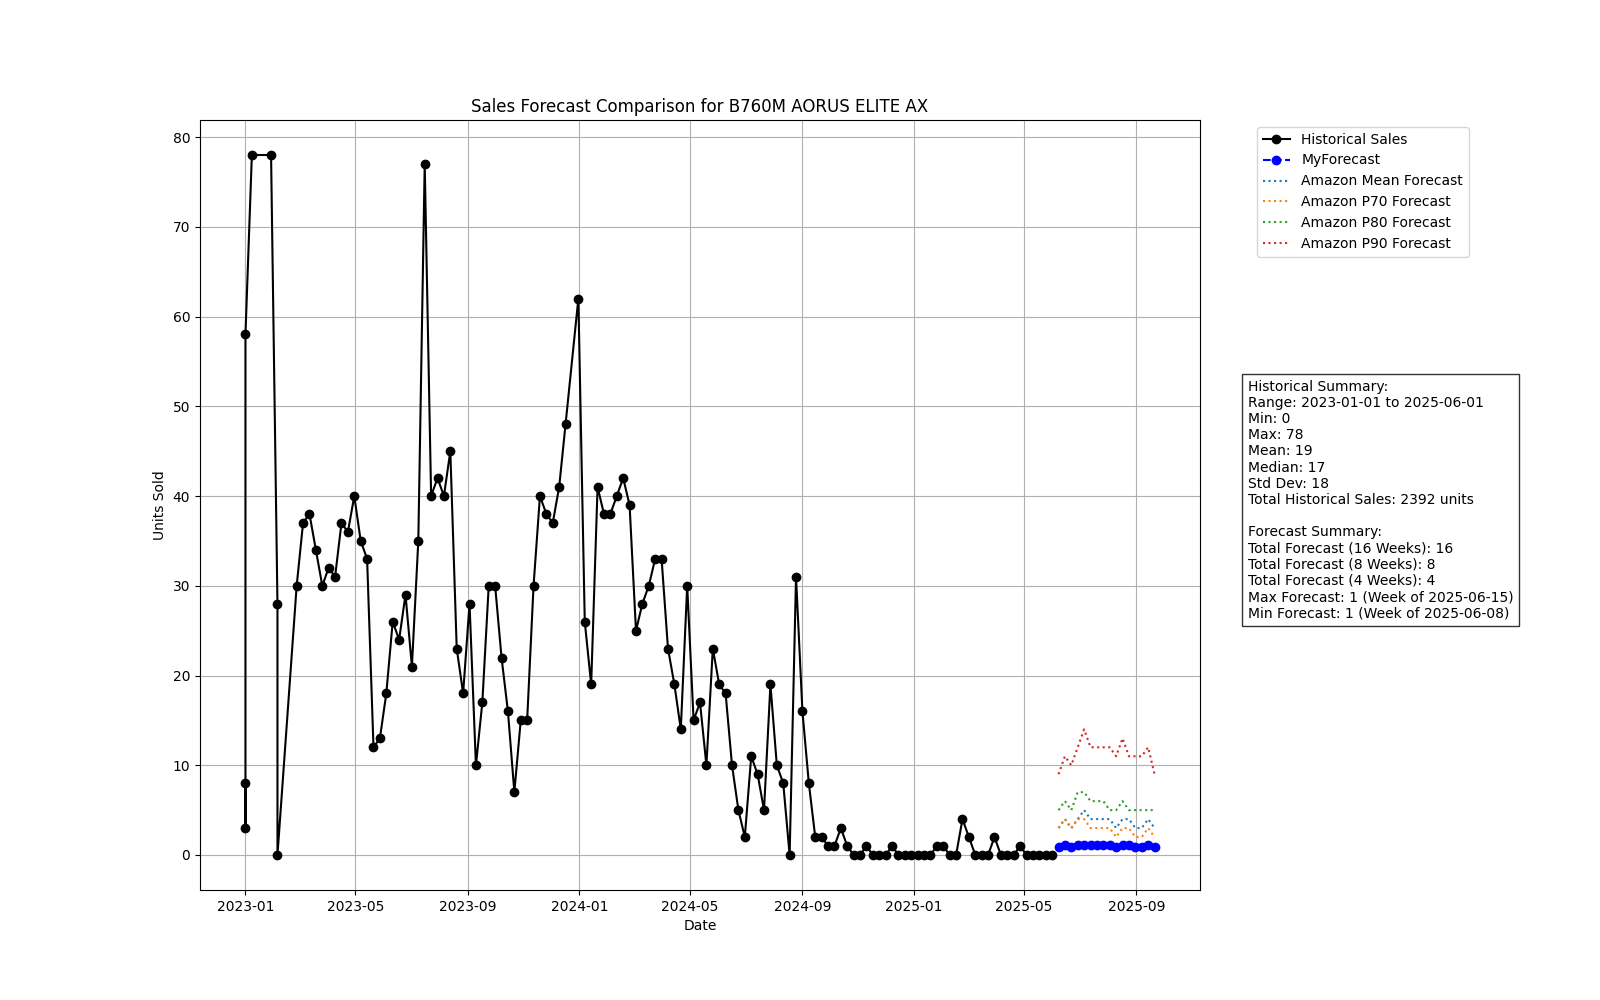 Sales Forecast Comparison for B760M AORUS ELITE AX
80
70
60
50
40
30
20
10
0
Units Sold
2023-01
2023-05
2023-09
2024-01
2024-05
2024-09
2025-01
2025-05
2025-09
Date
Historical Sales
MyForecast
Amazon Mean Forecast
Amazon P70 Forecast
Amazon P80 Forecast
Amazon P90 Forecast
Historical Summary:
Range: 2023-01-01 to 2025-06-01
Min: 0
Max: 78
Mean: 19
Median: 17
Std Dev: 18
Total Historical Sales: 2392 units
Forecast Summary:
Total Forecast (16 Weeks): 16
Total Forecast (8 Weeks): 8
Total Forecast (4 Weeks): 4
Max Forecast: 1 (Week of 2025-06-15)
Min Forecast: 1 (Week of 2025-06-08)